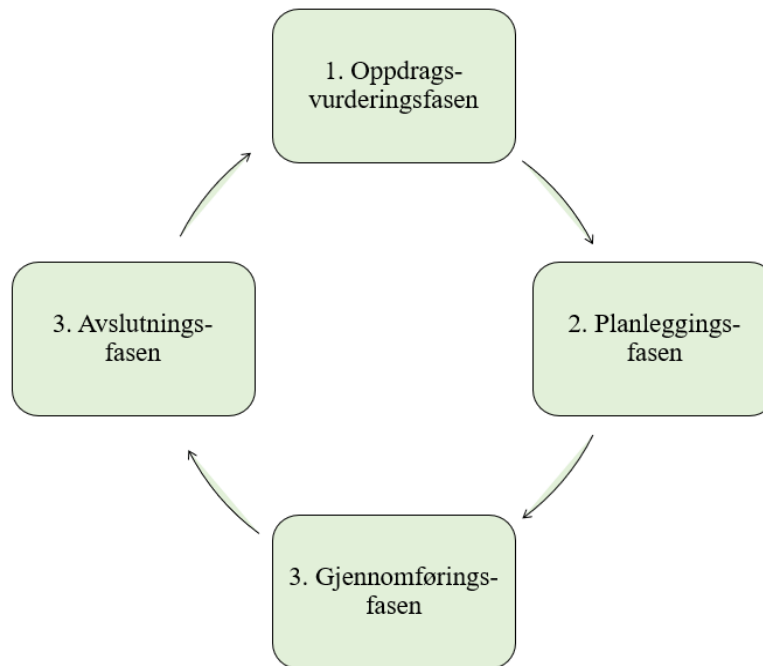 1. Oppdrags-
vurderingsfasen
2. Planleggings-
fasen
3. Gjennomførings-
fasen
3. Avslutnings-
fasen